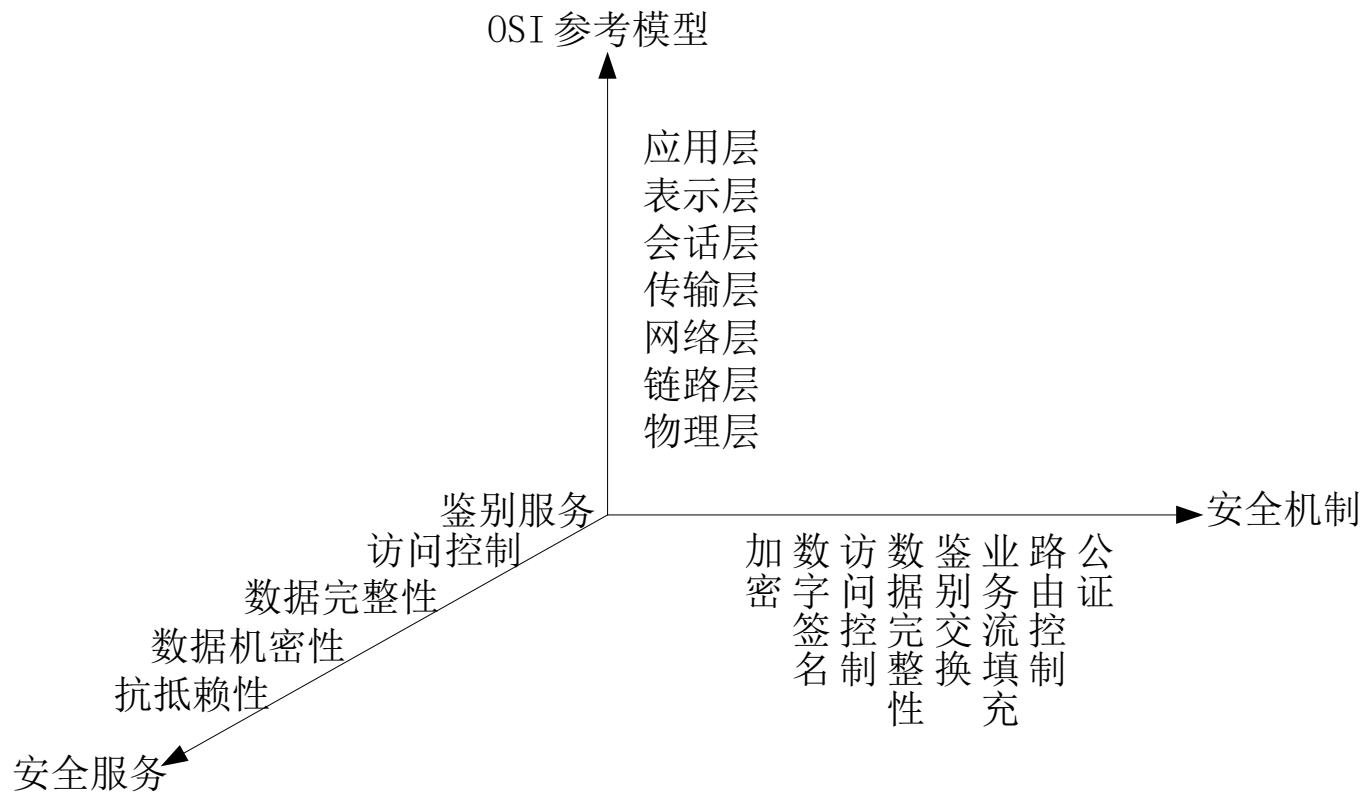 OSI参考模型
应用层
表示层
会话层
传输层
网络层
链路层
物理层
鉴别服务
访问控制
数据完整性
数据机密性
抗抵赖性
安全服务
安全机制
加密
数字签名
访问控制
数据完整性
鉴别交换
业务流填充
路由控制
公证